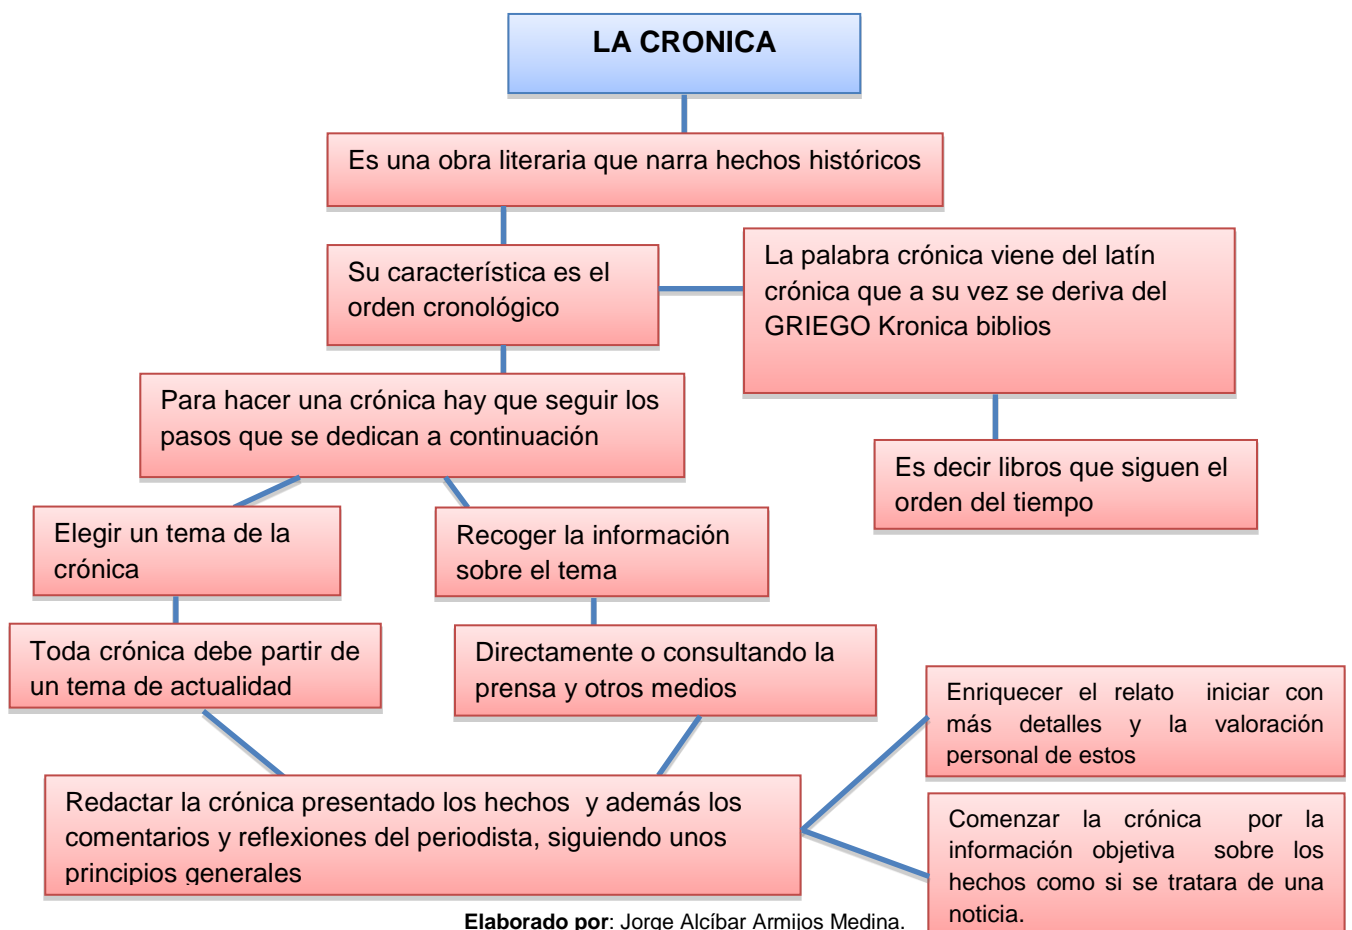 LA CRONICA
Es una obra literaria que narra hechos históricos
Su característica es el
orden cronológico
La palabra crónica viene del latín
crónica que a su vez se deriva del
GRIEGO Kronica biblios
Para hacer una crónica hay que seguir los
pasos que se dedican a continuación
Es decir libros que siguen el
orden del tiempo
Elegir un tema de la
crónica
Recoger la información
sobre el tema
Toda crónica debe partir de
un tema de actualidad
Directamente o consultando la
prensa y otros medios
Enriquecer el relato iniciar con
más detalles y la valoración
personal de estos
Redactar la crónica presentado los hechos y además los
comentarios y reflexiones del periodista, siguiendo unos
principios generales
Comenzar la crónica por la
información objetiva sobre los
hechos como si se tratara de una
noticia.
Elaborado por: Jorge Alcíbar Armijos Medina.